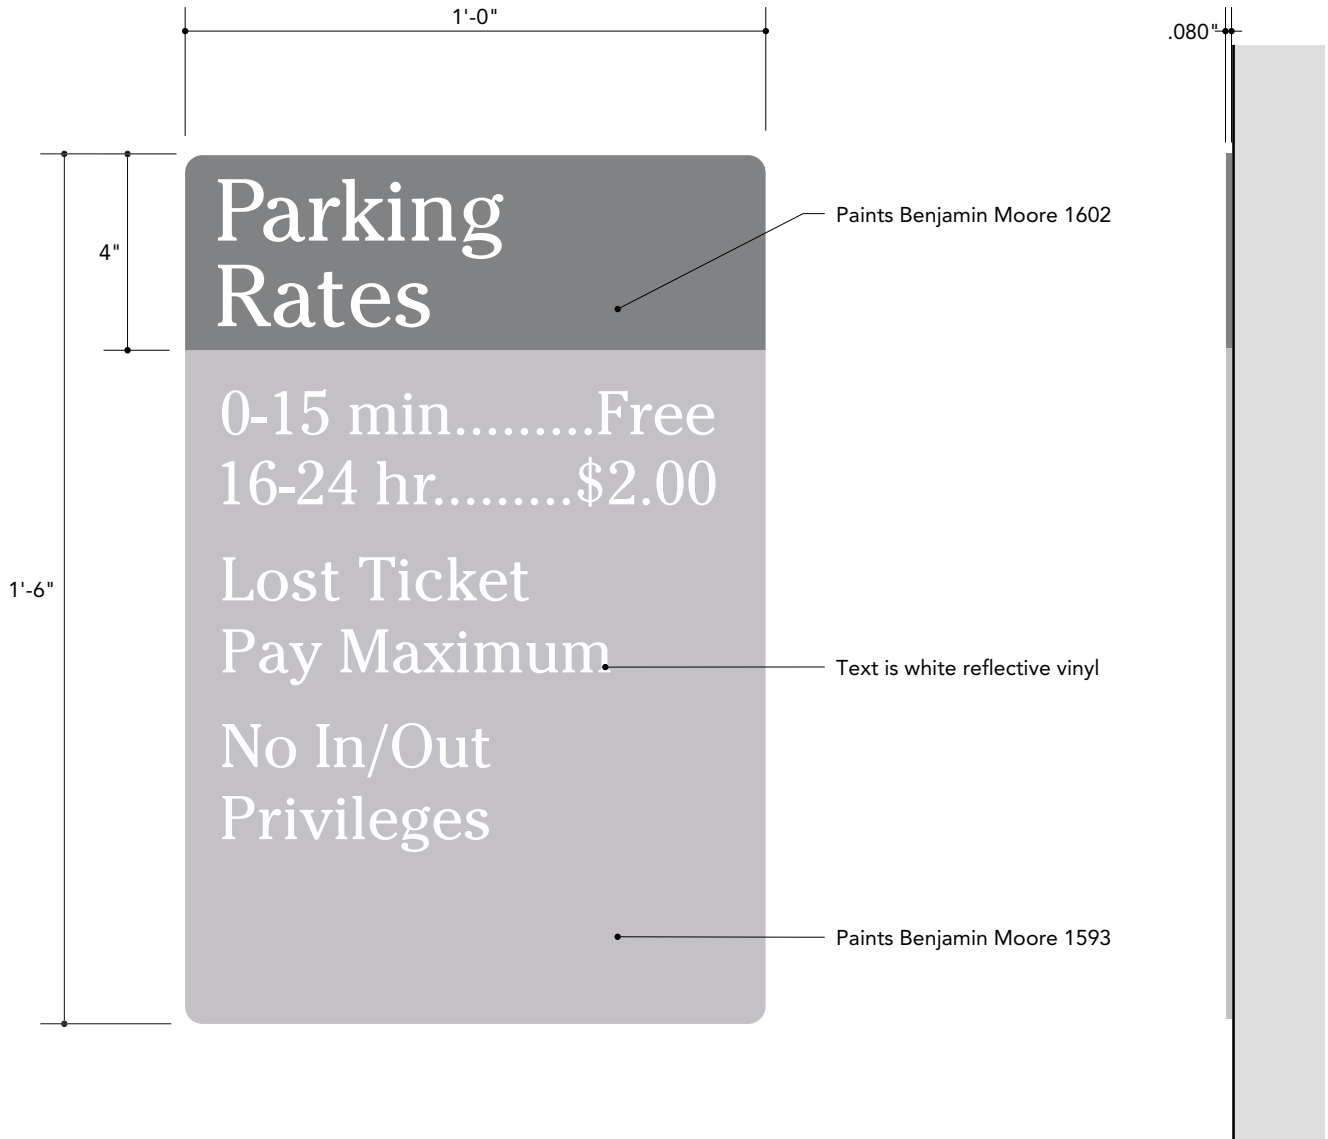 1'-0"
.080"
Parking
Rates
Paints Benjamin Moore 1602
4"
0-15 min.........Free
16-24 hr.........$2.00
Lost Ticket
1'-6"
Pay Maximum
Text is white reflective vinyl
No In/Out
Privileges
Paints Benjamin Moore 1593